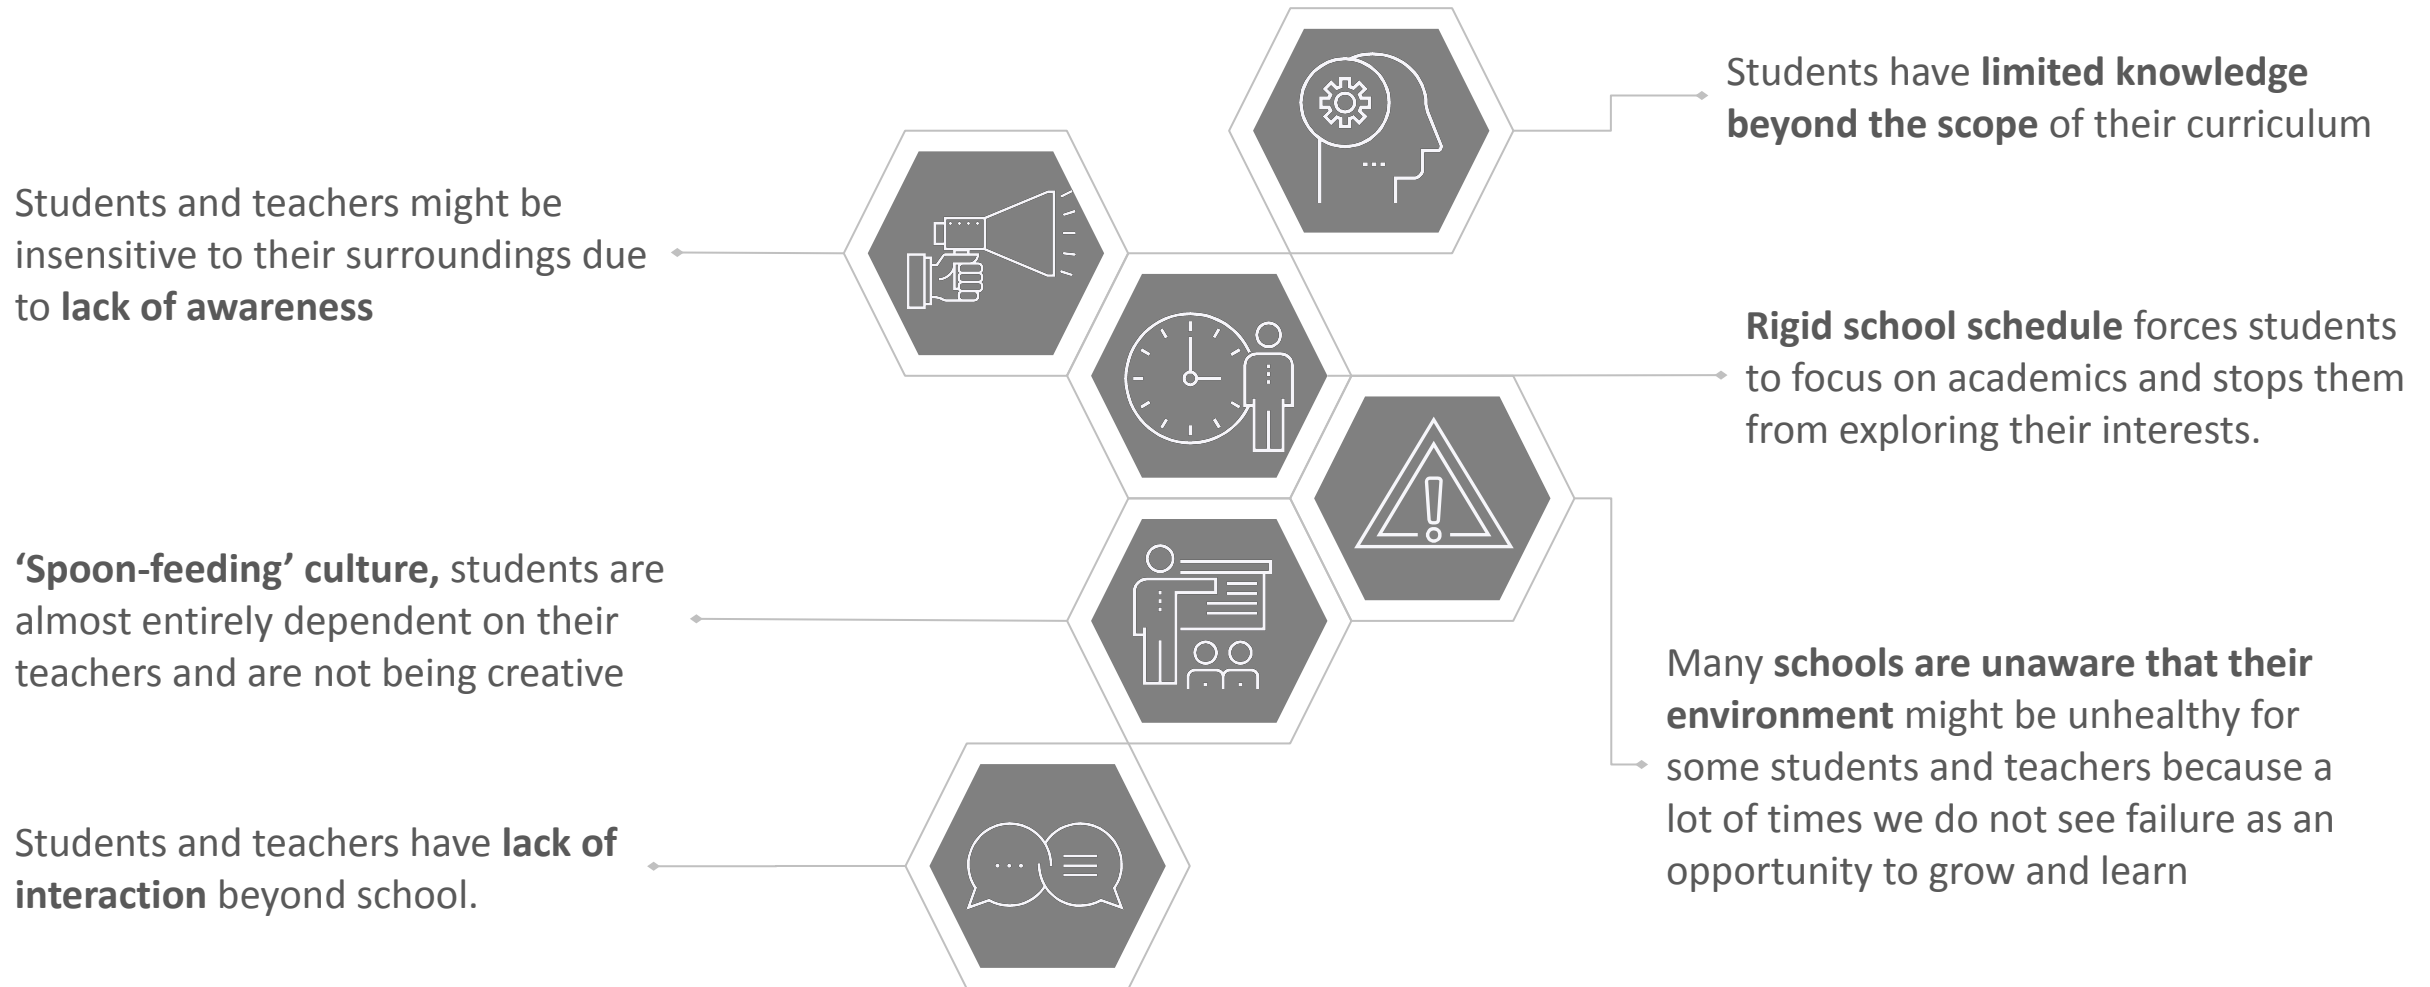 Students have limited knowledge
beyond the scope of their curriculum
Students and teachers might be
insensitive to their surroundings due
to lack of awareness
Rigid school schedule forces students
to focus on academics and stops them
from exploring their interests.
‘Spoon-feeding’ culture, students are
almost entirely dependent on their
teachers and are not being creative
Many schools are unaware that their
environment might be unhealthy for
some students and teachers because a
lot of times we do not see failure as an
opportunity to grow and learn
Students and teachers have lack of
interaction beyond school.